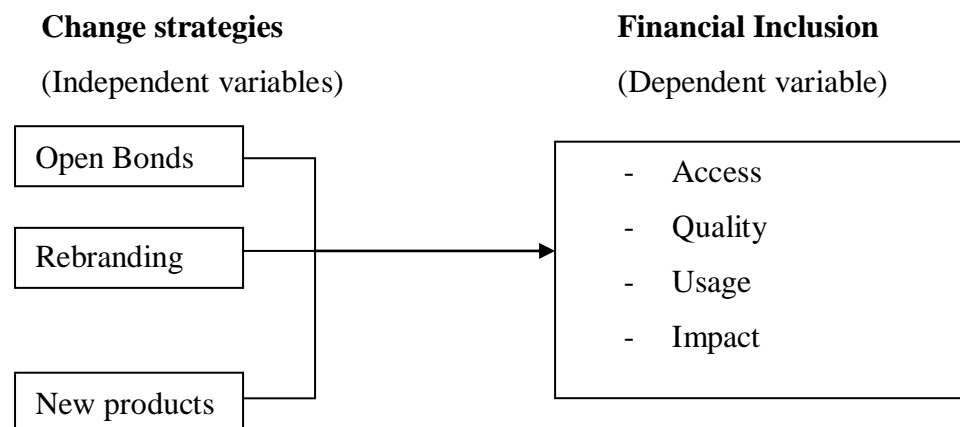 Change strategies
(Independent variables)
Open Bonds
Rebranding
New products
Financial Inclusion
(Dependent variable)
- Access
- Quality
- Usage
- Impact